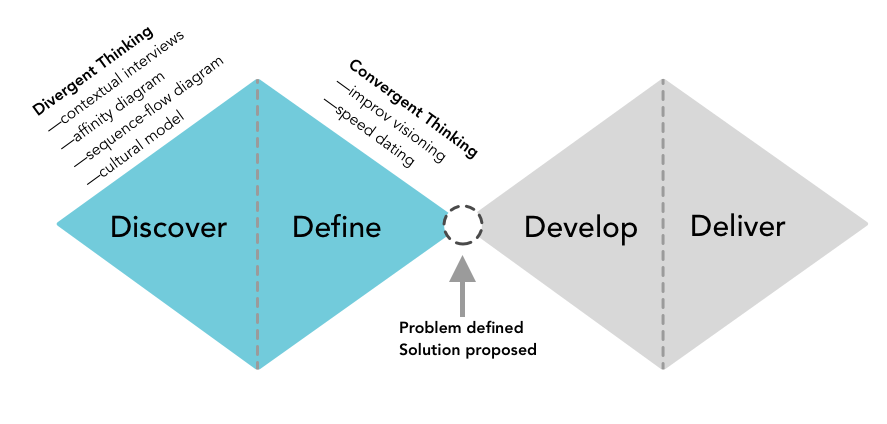 Divergent Thinking
—contextual interviews
—affinity diagram
—sequence-flow diagram
—cultural model
Convergent Thinking
—improv visioning
—speed dating
Discover
Define
Develop
Deliver
Problem defined
Solution proposed